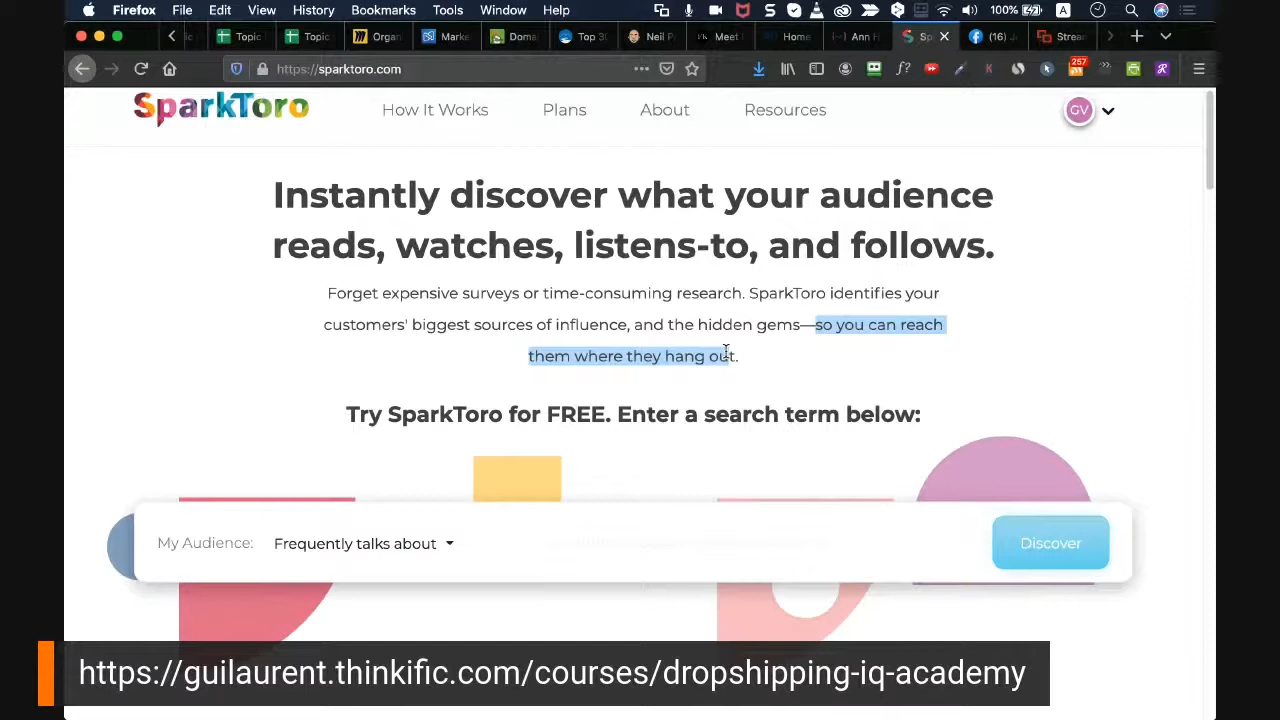 Firefox File Edit View History Bookmarks Tools Window Help 100% A
Topic Topic Organ Marke Doma Top 30 Neil P Meet Home Ann H Sp (16) J Strea
https://sparktoro.com 257
SparkToro How It Works Plans About Resources GV
Instantly discover what your audience
reads, watches, listens-to, and follows.
Forget expensive surveys or time-consuming research. SparkToro identifies your
customers' biggest sources of influence, and the hidden gems—so you can reach
them where they hang out.
Try SparkToro for FREE. Enter a search term below:
My Audience: Frequently talks about Discover
https://guilaurent.thinkific.com/courses/dropshipping-iq-academy